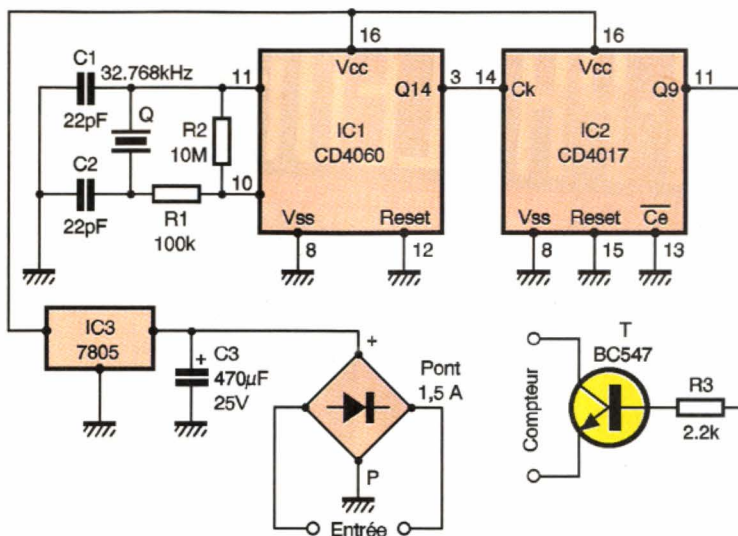 C1
32.768kHz
22pF
Q
C2
22pF
R1
100k
R2
10M
11
10
16
Vcc
Q14
IC1
CD4060
Vss
Reset
8
12
3
14
16
Vcc
Ck
Q9
IC2
CD4017
Vss
Reset
Ce
8
15
13
11
IC3
7805
+
C3
470µF
25V
+
Pont
1,5 A
P
Entrée
Compteur
T
BC547
R3
2.2k